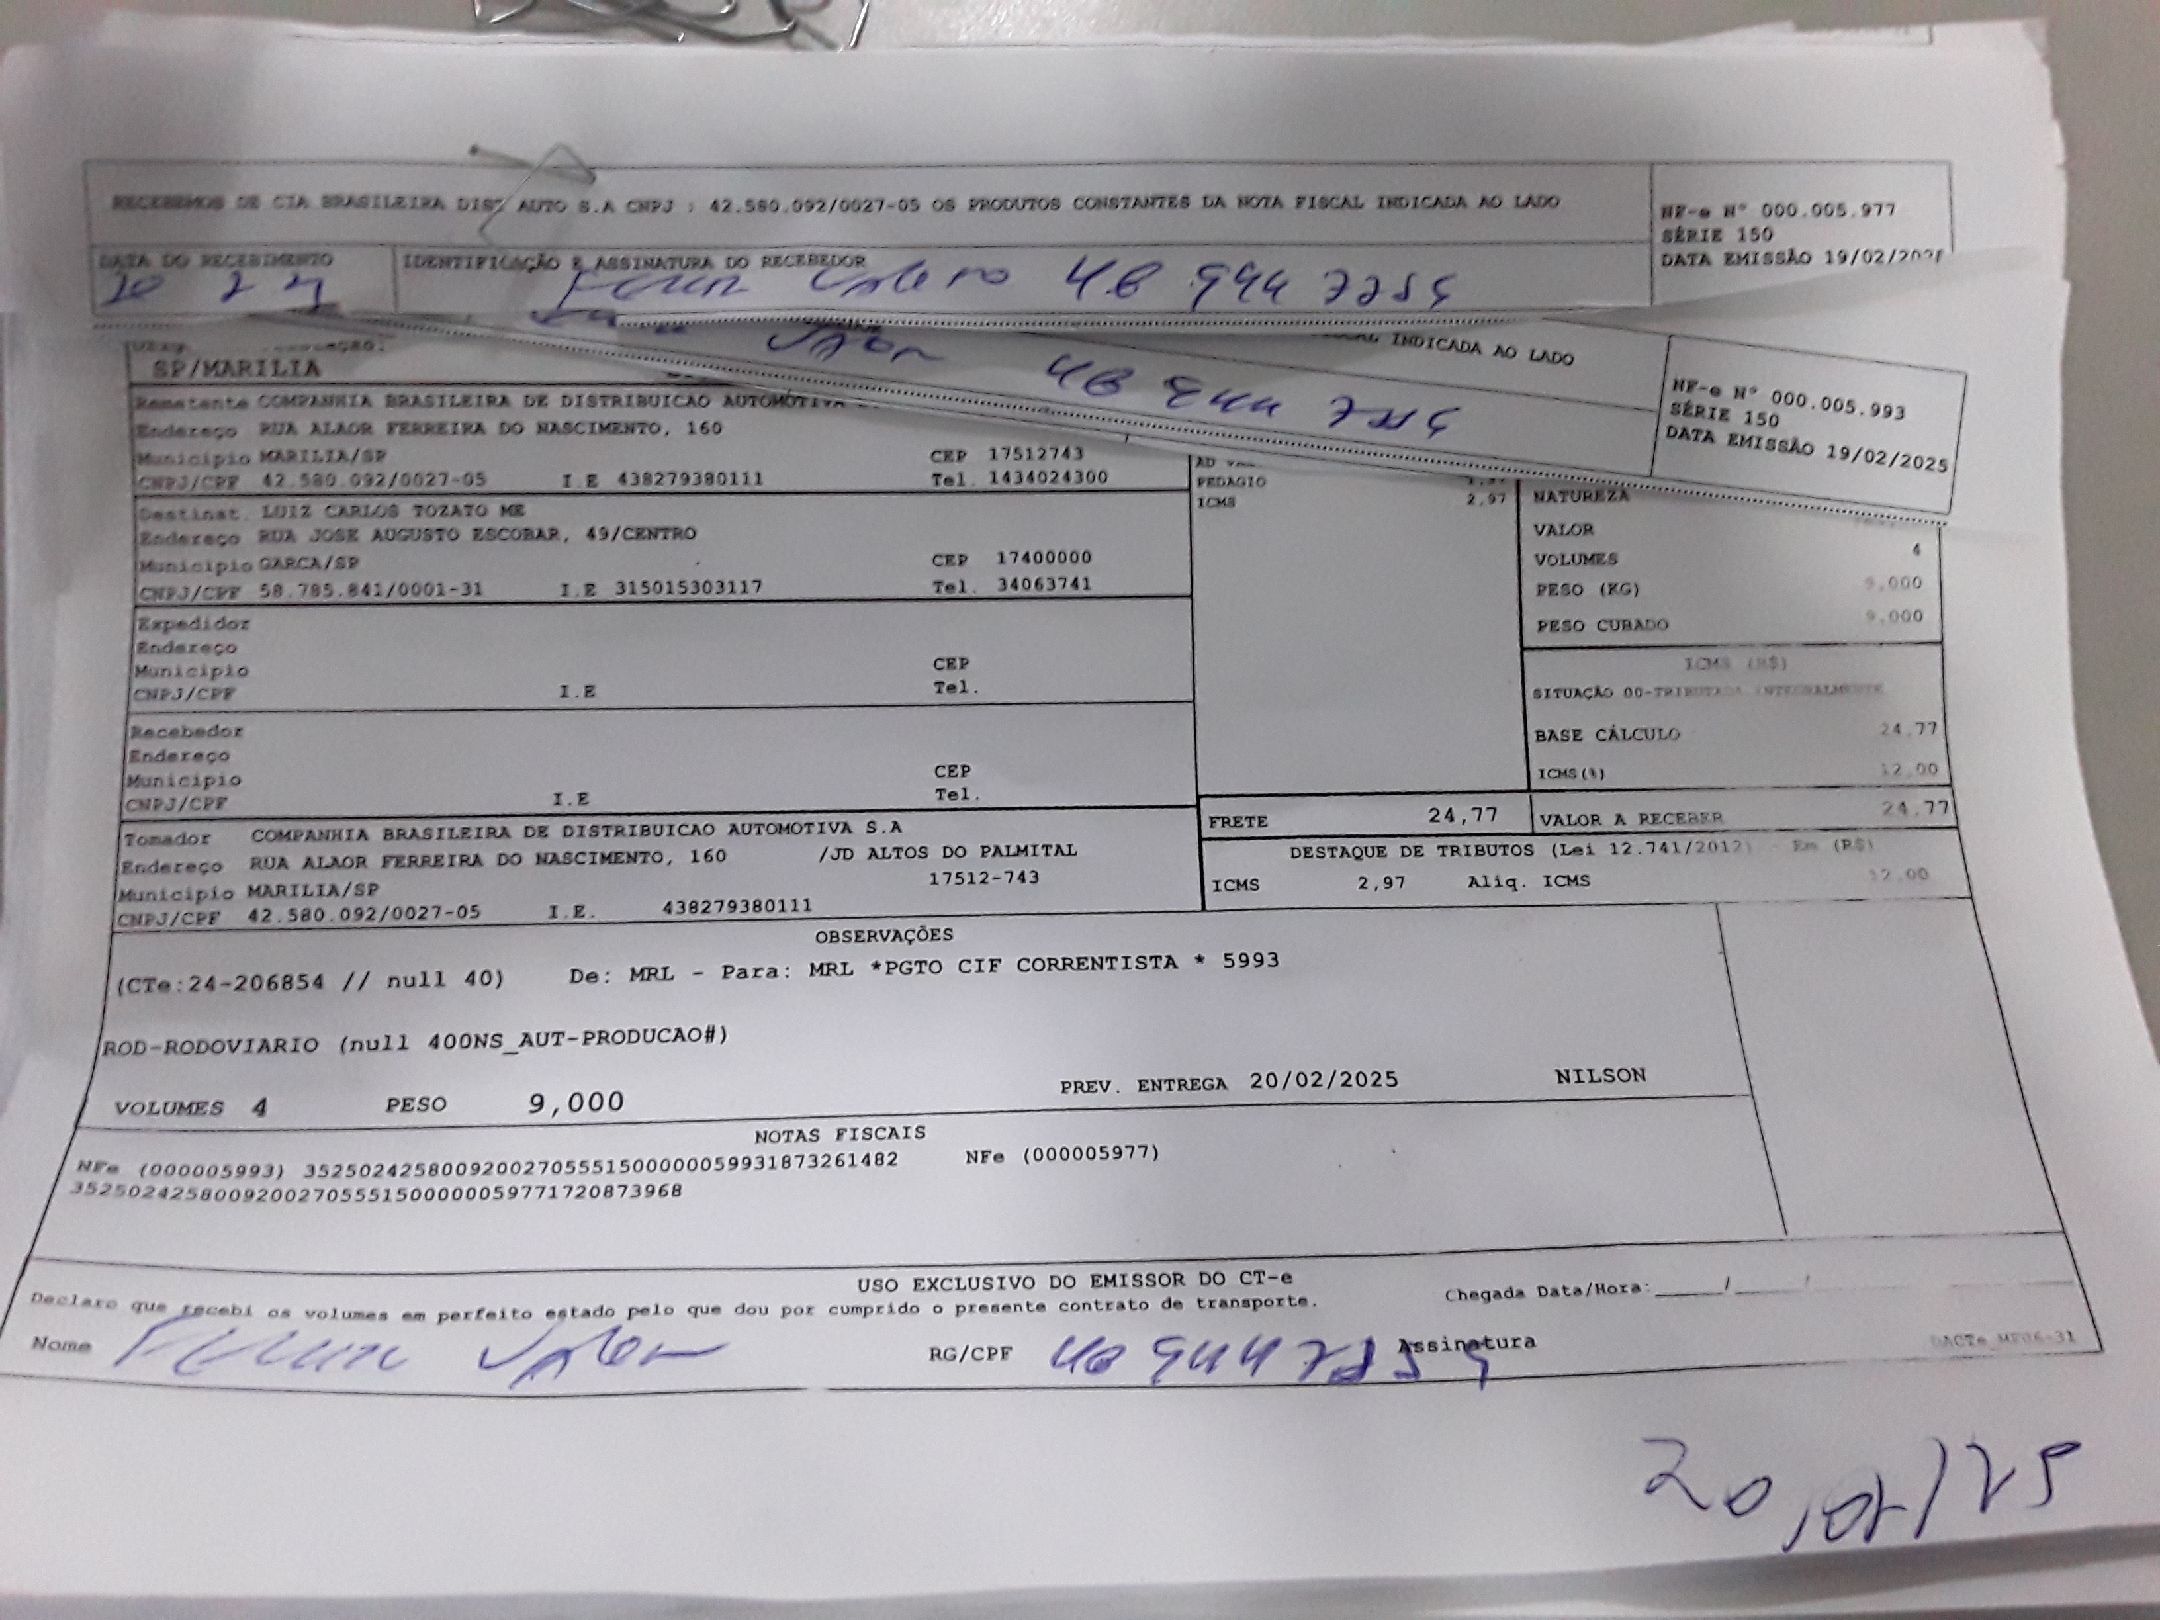 RECEBEMOS DE CIA BRASILEIRA DIST AUTO S.A CNPJ : 42.580.092/0027-05 OS PRODUTOS CONSTANTES DA NOTA FISCAL INDICADA AO LADO
NF-e N° 000.005.977
SÉRIE 150
DATA EMISSÃO 19/02/2025
DATA DO RECEBIMENTO
IDENTIFICAÇÃO E ASSINATURA DO RECEBEDOR
INDICADA AO LADO
NF-e N° 000.005.993
SÉRIE 150
DATA EMISSÃO 19/02/2025
SP/MARILIA
Remetente COMPANHIA BRASILEIRA DE DISTRIBUICAO AUTOMOTIVA
Endereço RUA ALAOR FERREIRA DO NASCIMENTO, 160
Município MARILIA/SP CEP 17512743
CNPJ/CPF 42.580.092/0027-05 I.E 438279380111 Tel. 1434024300
Destinat. LUIZ CARLOS TOZATO ME
Endereço RUA JOSE AUGUSTO ESCOBAR, 49/CENTRO
Município GARCA/SP CEP 17400000
CNPJ/CPF 58.785.841/0001-31 I.E 315015303117 Tel. 34063741
Expedidor
Endereço
Município CEP
CNPJ/CPF I.E Tel.
Recebedor
Endereço
Município CEP
CNPJ/CPF I.E Tel.
Tomador COMPANHIA BRASILEIRA DE DISTRIBUICAO AUTOMOTIVA S.A
Endereço RUA ALAOR FERREIRA DO NASCIMENTO, 160 /JD ALTOS DO PALMITAL
Município MARILIA/SP 17512-743
CNPJ/CPF 42.580.092/0027-05 I.E. 438279380111
PEDAGIO
ICMS 2,97
NATUREZA
VALOR
VOLUMES 4
PESO (KG) 9,000
PESO CUBADO 9,000
ICMS (R$)
SITUAÇÃO 00-TRIBUTADA INTEGRALMENTE
BASE CÁLCULO 24,77
ICMS(%) 12,00
FRETE 24,77 VALOR A RECEBER 24,77
DESTAQUE DE TRIBUTOS (Lei 12.741/2012) - Em (R$)
ICMS 2,97 Aliq. ICMS 12.00
OBSERVAÇÕES
(CTe:24-206854 // null 40) De: MRL - Para: MRL *PGTO CIF CORRENTISTA * 5993
ROD-RODOVIARIO (null 400NS_AUT-PRODUCAO#)
VOLUMES 4 PESO 9,000 PREV. ENTREGA 20/02/2025 NILSON
NOTAS FISCAIS
NFe (000005993) 35250242580092002705551500000059931873261482 NFe (000005977)
35250242580092002705551500000059771720873968
USO EXCLUSIVO DO EMISSOR DO CT-e
Declaro que recebi os volumes em perfeito estado pelo que dou por cumprido o presente contrato de transporte. Chegada Data/Hora:____/____/
Nome RG/CPF Assinatura
20/02/25